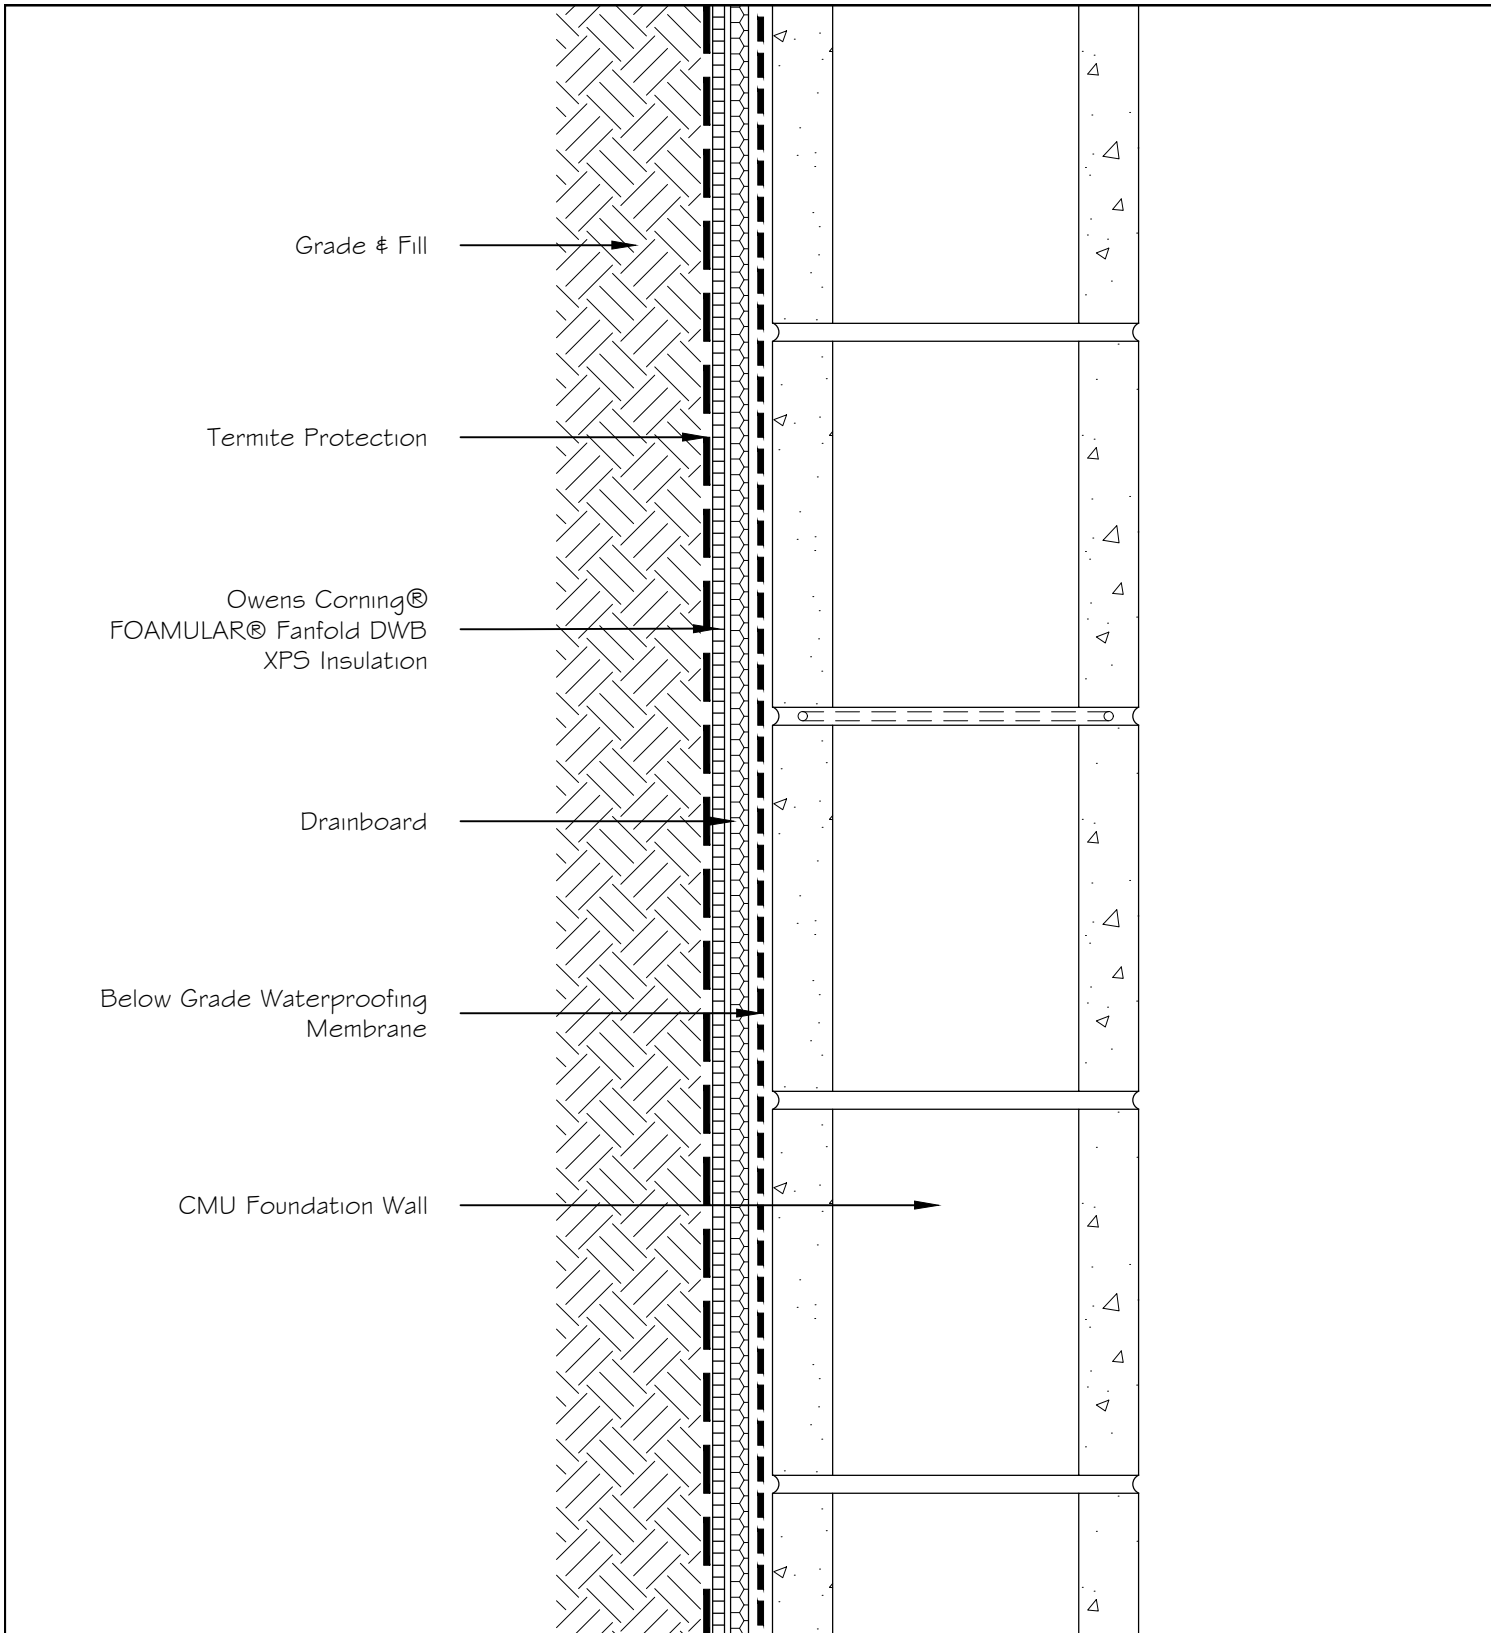 Grade & Fill
Termite Protection
Owens Corning®
FOAMULAR® Fanfold DWB
XPS Insulation
Drainboard
Below Grade Waterproofing
Membrane
CMU Foundation Wall